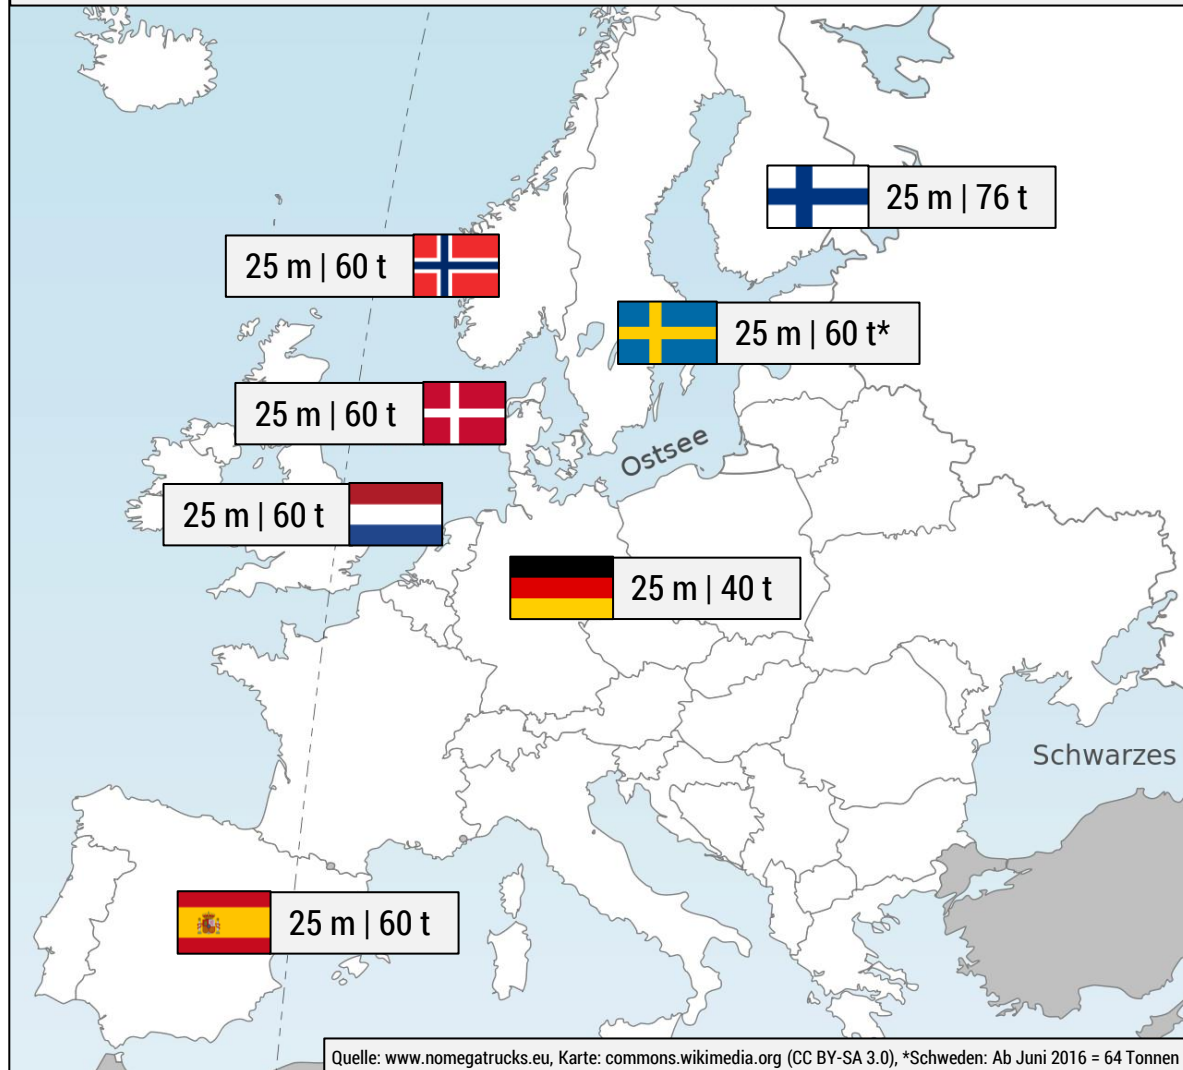 25 m | 76 t
25 m | 60 t
25 m | 60 t*
25 m | 60 t
Ostsee
25 m | 60 t
25 m | 40 t
Schwarzes
25 m | 60 t
Quelle: www.nomegatrucks.eu, Karte: commons.wikimedia.org (CC BY-SA 3.0), *Schweden: Ab Juni 2016 = 64 Tonnen